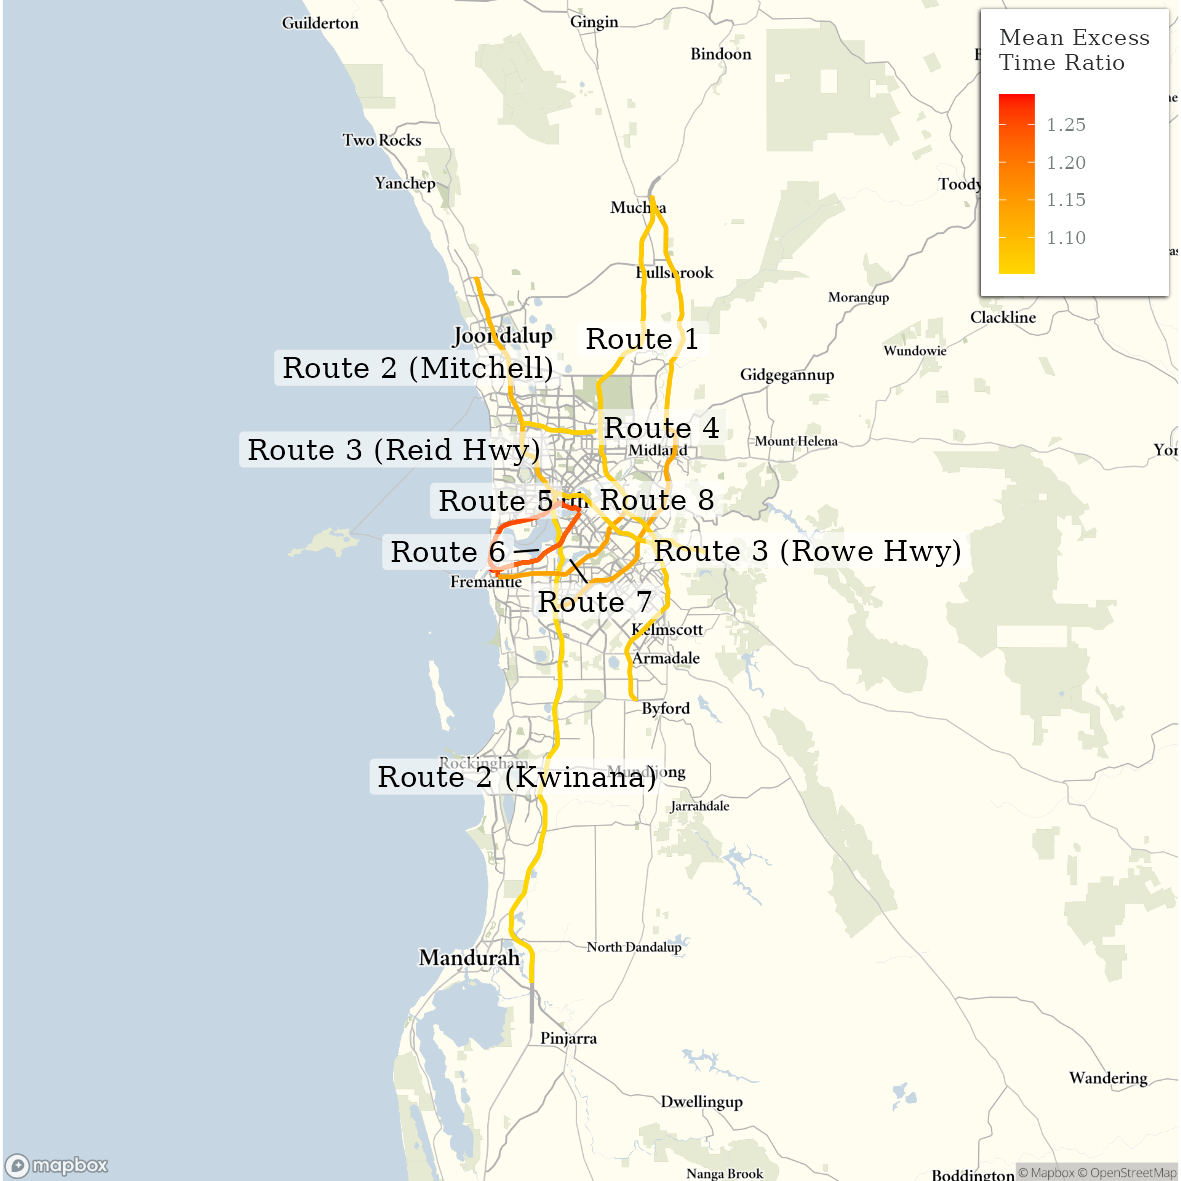 Guilderton
Gingin
Bindoon
Mean Excess
Time Ratio
1.25
1.20
1.15
1.10
Two Rocks
Yanchep
Muchea
Bullsbrook
Morangup
Clackline
Joondalup
Route 1
Wundowie
Route 2 (Mitchell)
Gidgegannup
Route 4
Route 3 (Reid Hwy)
Midland
Mount Helena
Route 5
Route 8
Route 6
Route 3 (Rowe Hwy)
Fremantle
Route 7
Kelmscott
Armadale
Byford
Rockingham
Route 2 (Kwinana)
Mundijong
Jarrahdale
Mandurah
North Dandalup
Pinjarra
Wandering
Dwellingup
Nanga Brook
Boddington
mapbox
© Mapbox © OpenStreetMap